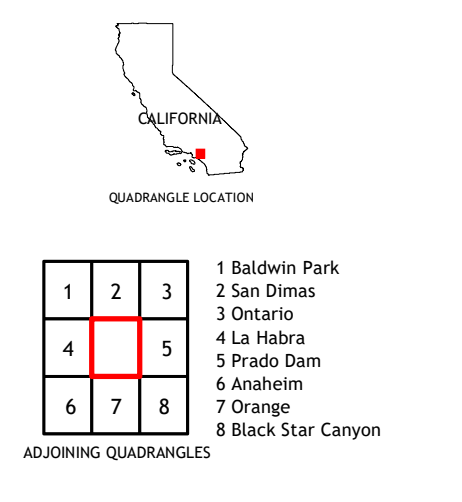 CALIFORNIA
QUADRANGLE LOCATION
1 2 3
4 5
6 7 8
1 Baldwin Park
2 San Dimas
3 Ontario
4 La Habra
5 Prado Dam
6 Anaheim
7 Orange
8 Black Star Canyon
ADJOINING QUADRANGLES